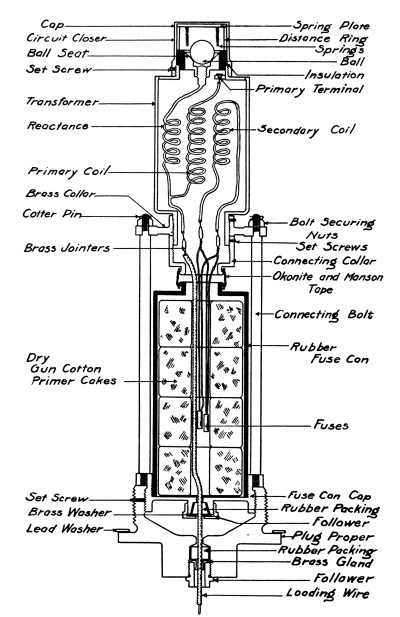 Cap
Circuit Closer
Ball Seat
Set Screw
Transformer
Reactance
Primary Coil
Brass Collar
Cotter Pin
Brass Jointers
Dry
Gun Cotton
Primer Cakes
Set Screw
Brass Washer
Lead Washer
Spring Plate
Distance Ring
Spring's
Ball
Insulation
Primary Terminal
Secondary Coil
Bolt Securing
Nuts
Set Screws
Connecting Collar
Okonite and Manson
Tape
Connecting Bolt
Rubber
Fuse Can
Fuses
Fuse Can Cap
Rubber Packing
Follower
Plug Proper
Rubber Packing
Brass Gland
Follower
Loading Wire